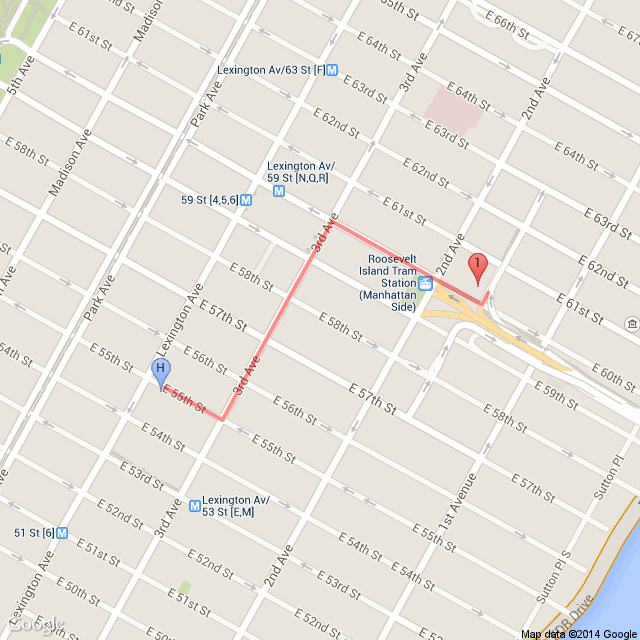 E 61st St
Madison Ave
Park Ave
E 65th St
E 66th St
5th Ave
Lexington Av/63 St [F]
3rd Ave
E 64th St
E 64th St
2nd Ave
E 62nd St
E 63rd St
E 64th St
E 58th St
Madison Ave
Lexington Av/
59 St [N,Q,R]
59 St [4,5,6]
E 62nd St
E 61st St
E 63rd St
3rd Ave
Roosevelt
Island Tram
Station
(Manhattan
Side)
2nd Ave
1
E 62nd St
E 58th St
Park Ave
Lexington Ave
E 57th St
E 58th St
E 61st St
E 55th St
E 56th St
H
E 55th St
3rd Ave
E 57th St
E 60th St
E 59th St
54th St
E 56th St
E 58th St
E 54th St
E 55th St
E 53rd St
E 57th St
Sutton Pl
1st Avenue
Lexington Av/
53 St [E,M]
3rd Ave
E 52nd St
51 St [6]
E 51st St
E 55th St
2nd Ave
E 52nd St
E 54th St
E 53rd St
Lexington Ave
E 50th St
E 51st St
E 52nd St
Sutton Pl S
DR Drive
Google
Map data ©2014 Google